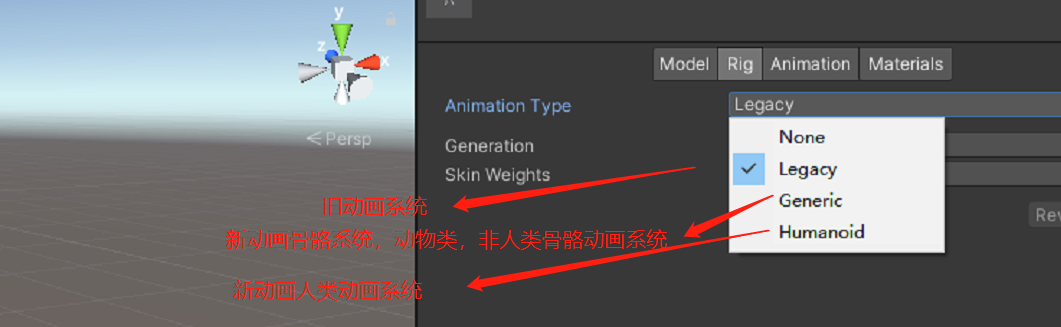 y
z
x
Persp
Model Rig Animation Materials
Animation Type Legacy
None
Generation
Legacy
Skin Weights
Generic
Rev
旧动画系统
Humanoid
新动画骨骼系统，动物类，非人类骨骼动画系统
新动画人类动画系统